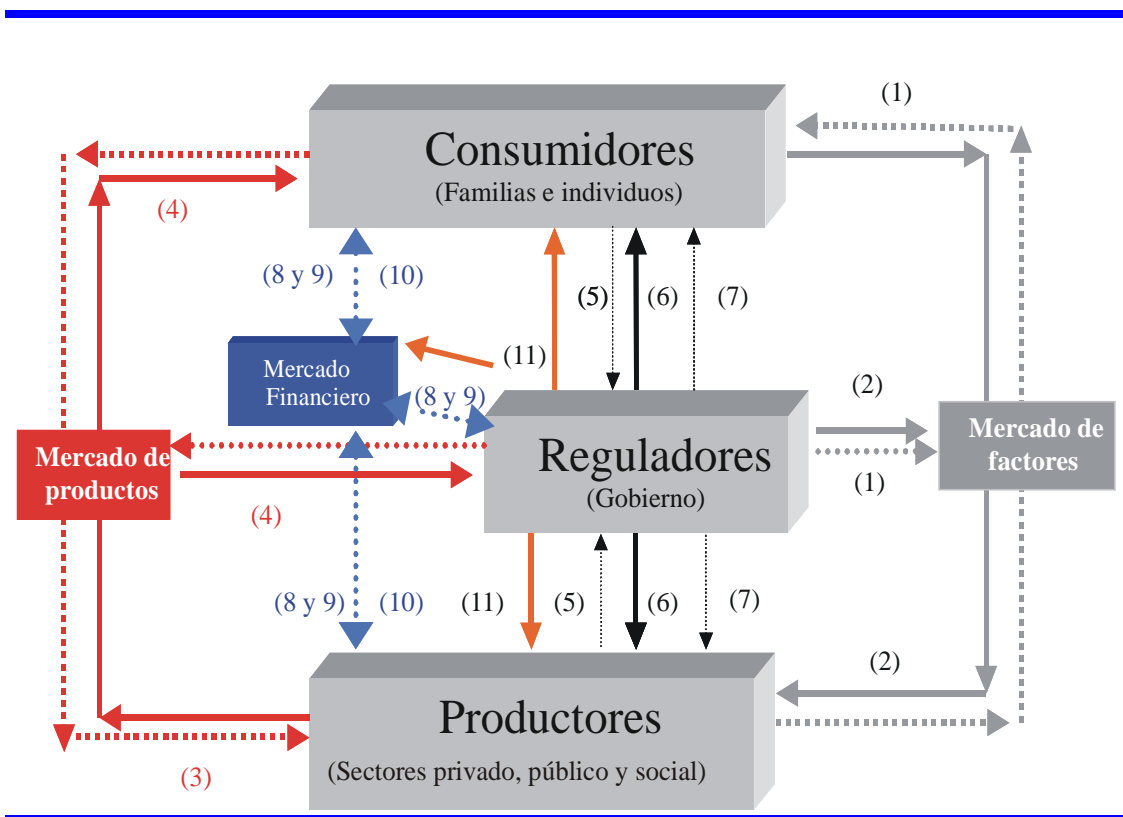 (1)
Consumidores
(Familias e individuos)
(4)
(8 y 9)
(10)
(5)
(6)
(7)
(11)
Mercado
Financiero
(8 y 9)
(2)
Mercado de
productos
Reguladores
(Gobierno)
Mercado de
factores
(1)
(4)
(8 y 9)
(10)
(11)
(5)
(6)
(7)
(2)
Productores
(Sectores privado, público y social)
(3)